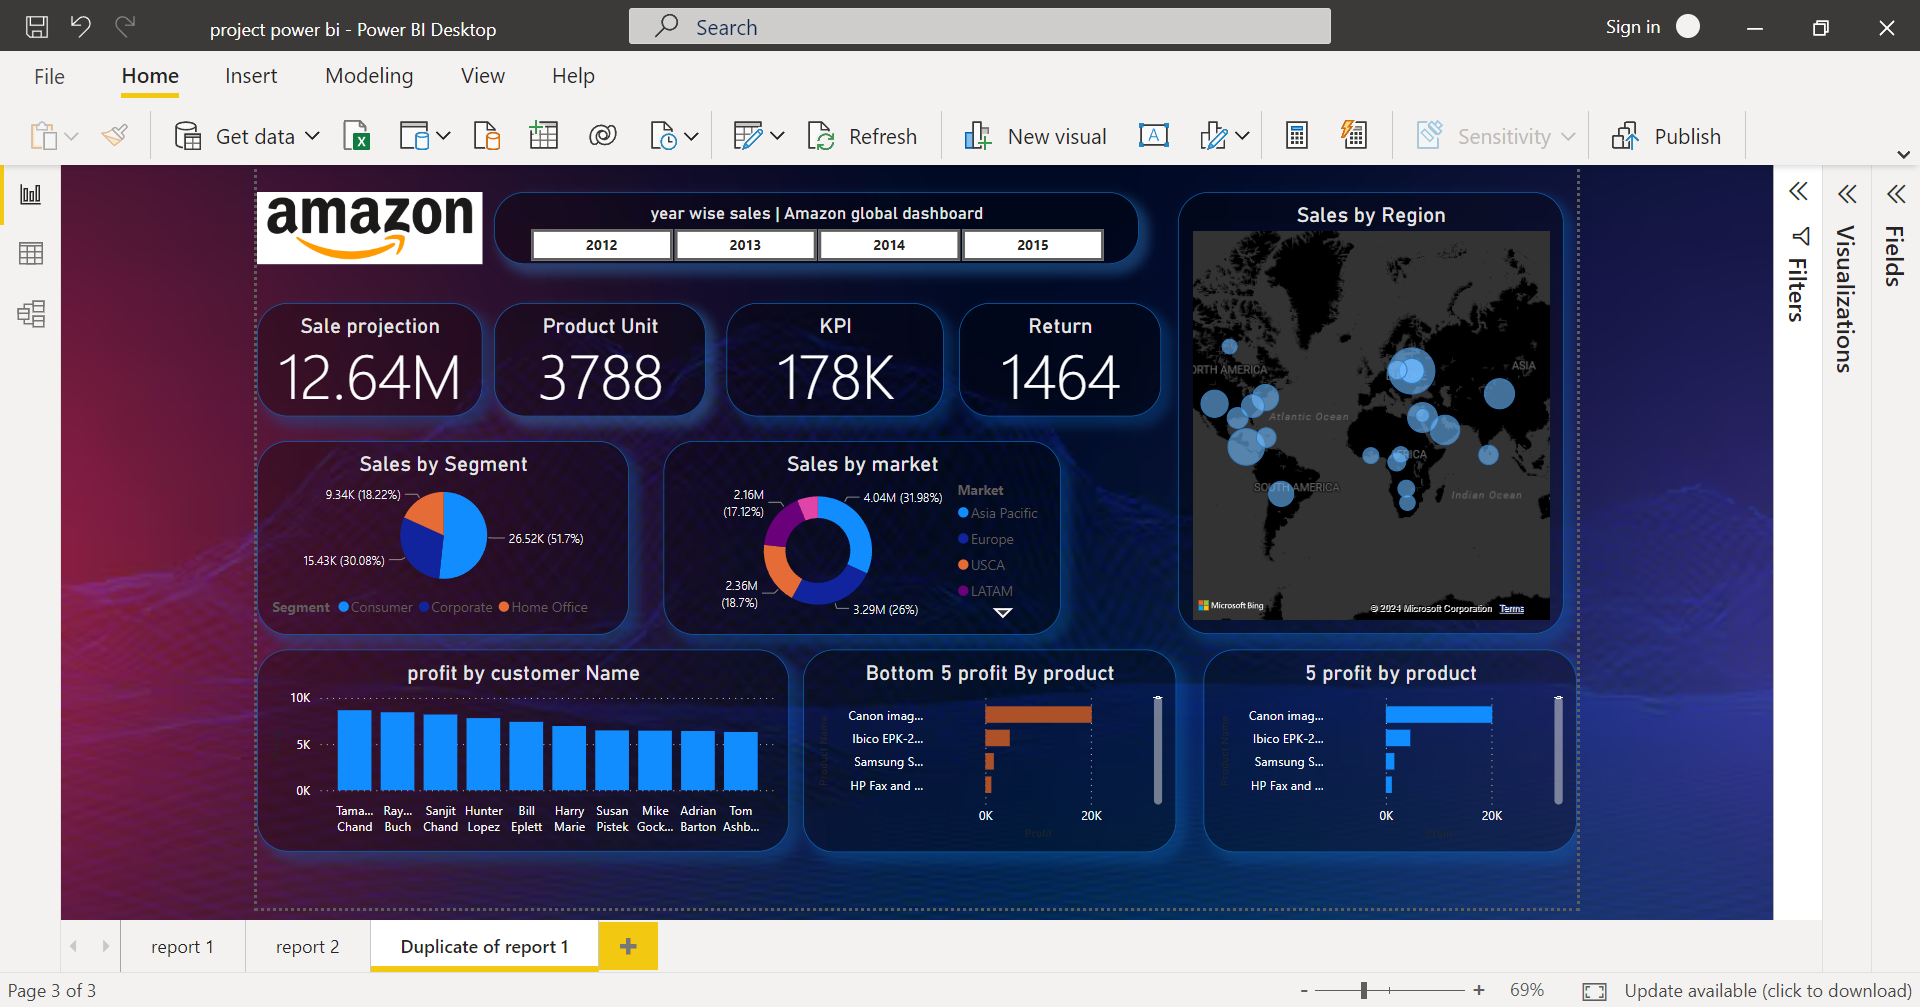 project power bi - Power BI Desktop
Search
Sign in
File
Home
Insert
Modeling
View
Help
Get data
Refresh
New visual
Sensitivity
Publish
amazon
year wise sales | Amazon global dashboard
2012
2013
2014
2015
Sale projection
12.64M
Product Unit
3788
KPI
178K
Return
1464
Sales by Region
ORTH AMERICA
Atlantic Ocean
ASIA
SOUTH AMERICA
Indian Ocean
Microsoft Bing
© 2024 Microsoft Corporation
Terms
Sales by Segment
9.34K (18.22%)
26.52K (51.7%)
15.43K (30.08%)
Segment
Consumer
Corporate
Home Office
Sales by market
2.16M
(17.12%)
4.04M (31.98%)
2.36M
(18.7%)
3.29M (26%)
Market
Asia Pacific
Europe
USCA
LATAM
profit by customer Name
10K
5K
0K
Tama...
Chand
Ray...
Buch
Sanjit
Chand
Hunter
Lopez
Bill
Eplett
Harry
Marie
Susan
Pistek
Mike
Gock...
Adrian
Barton
Tom
Ashb...
Bottom 5 profit By product
Product Name
Canon imag...
Ibico EPK-2...
Samsung S...
HP Fax and ...
0K
20K
Profit
5 profit by product
Product Name
Canon imag...
Ibico EPK-2...
Samsung S...
HP Fax and ...
0K
20K
Filters
Visualizations
Fields
report 1
report 2
Duplicate of report 1
Page 3 of 3
69%
Update available (click to download)